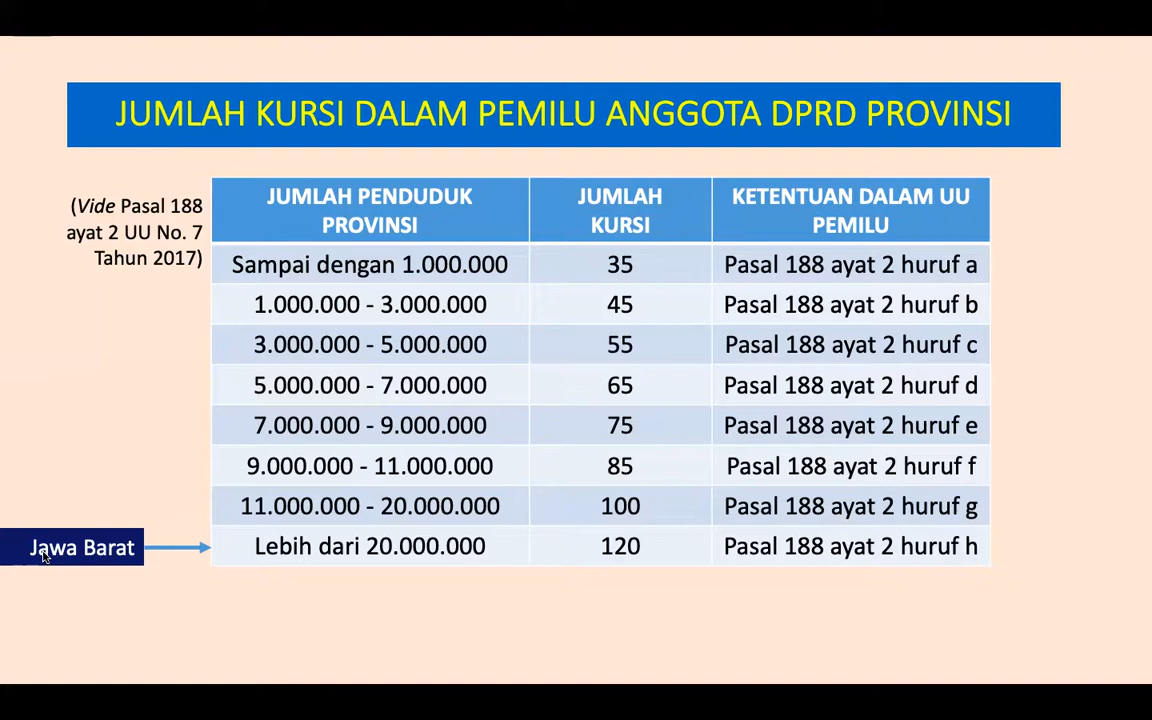 JUMLAH KURSI DALAM PEMILU ANGGOTA DPRD PROVINSI
(Vide Pasal 188
ayat 2 UU No. 7
Tahun 2017)
JUMLAH PENDUDUK PROVINSI JUMLAH KURSI KETENTUAN DALAM UU PEMILU
Sampai dengan 1.000.000 35 Pasal 188 ayat 2 huruf a
1.000.000 - 3.000.000 45 Pasal 188 ayat 2 huruf b
3.000.000 - 5.000.000 55 Pasal 188 ayat 2 huruf c
5.000.000 - 7.000.000 65 Pasal 188 ayat 2 huruf d
7.000.000 - 9.000.000 75 Pasal 188 ayat 2 huruf e
9.000.000 - 11.000.000 85 Pasal 188 ayat 2 huruf f
11.000.000 - 20.000.000 100 Pasal 188 ayat 2 huruf g
Jawa Barat Lebih dari 20.000.000 120 Pasal 188 ayat 2 huruf h